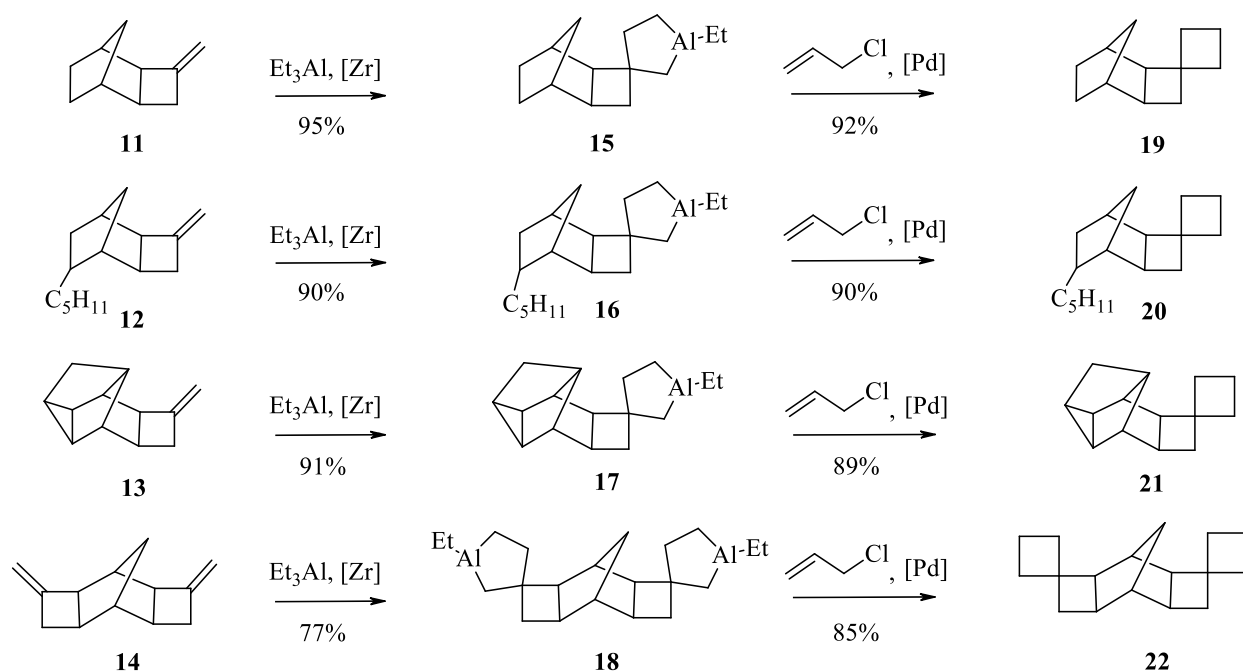 Al-Et
Cl
Et₃Al, [Zr]
, [Pd]
95%
92%
11
15
19
Al-Et
Cl
Et₃Al, [Zr]
, [Pd]
90%
90%
C₅H₁₁
C₅H₁₁
C₅H₁₁
12
16
20
Al-Et
Cl
Et₃Al, [Zr]
, [Pd]
91%
89%
13
17
21
Et
Al
Al-Et
Cl
Et₃Al, [Zr]
, [Pd]
77%
85%
14
18
22